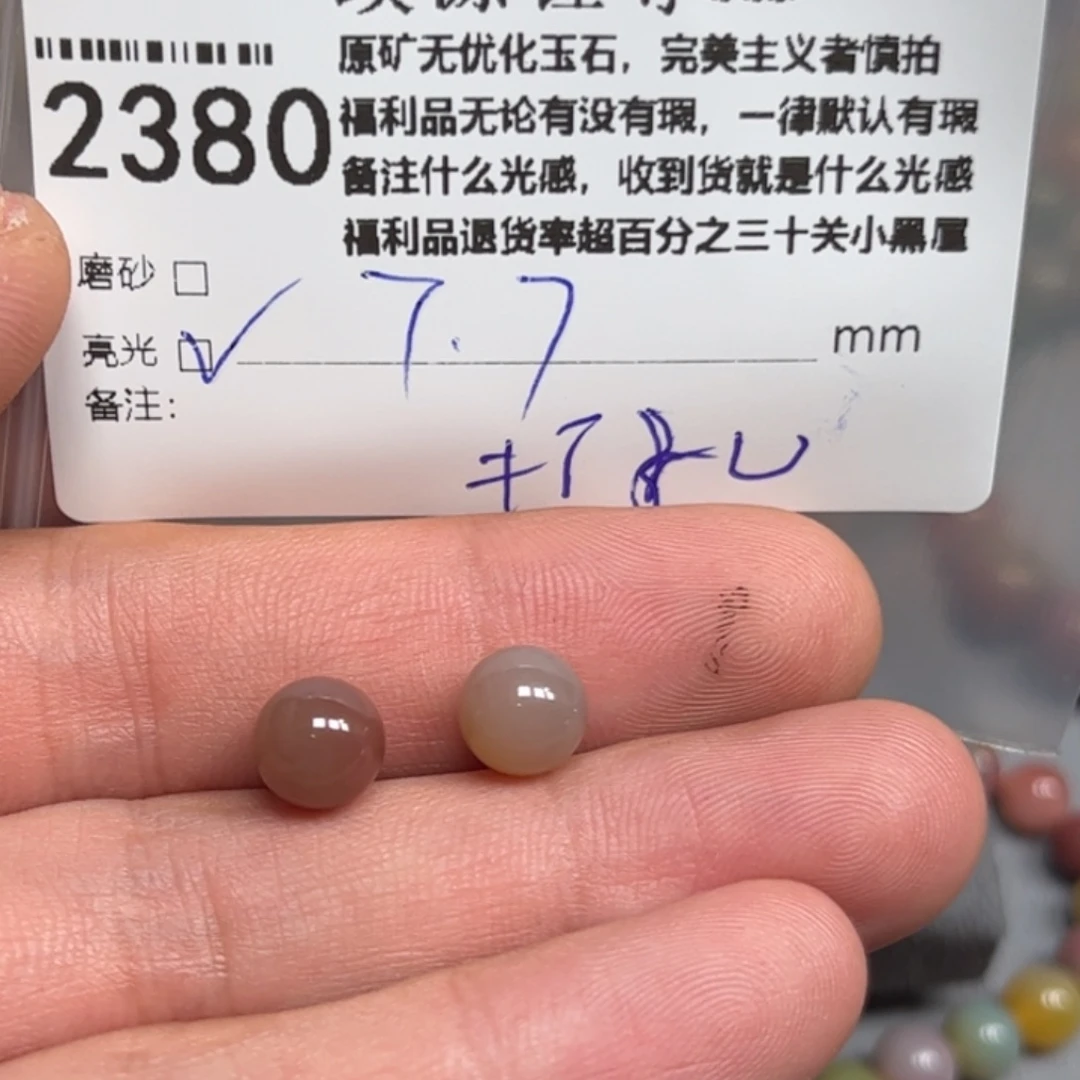 原矿无优化玉石，完美主义者慎拍
2380
福利品无论有没有瑕，一律默认有瑕
备注什么光感，收到货就是什么光感
福利品退货率超百分之三十关小黑屋
磨砂 □
亮光 □ ✓ 7.7 mm
备注：